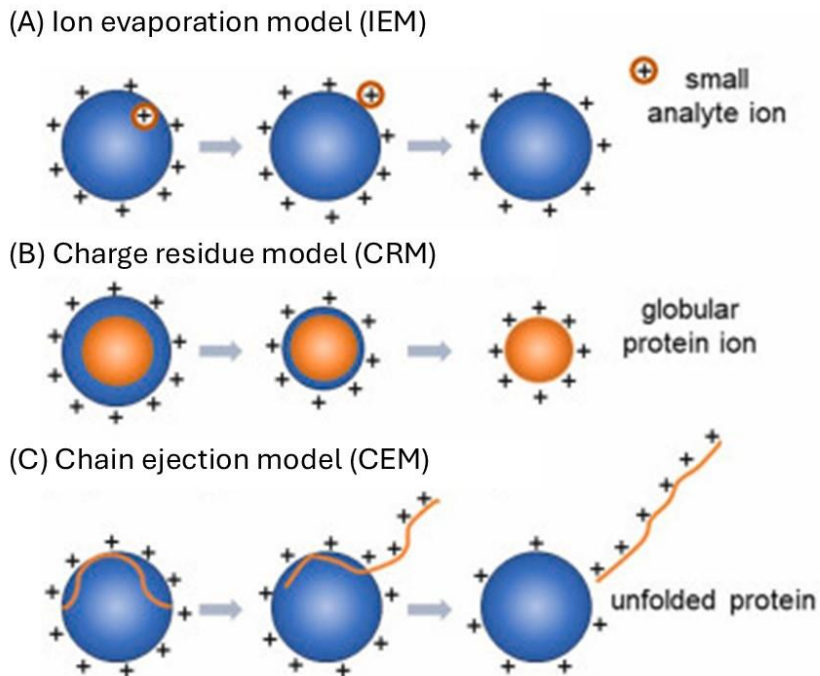 (A) Ion evaporation model (IEM)
small
analyte ion
(B) Charge residue model (CRM)
globular
protein ion
(C) Chain ejection model (CEM)
unfolded protein